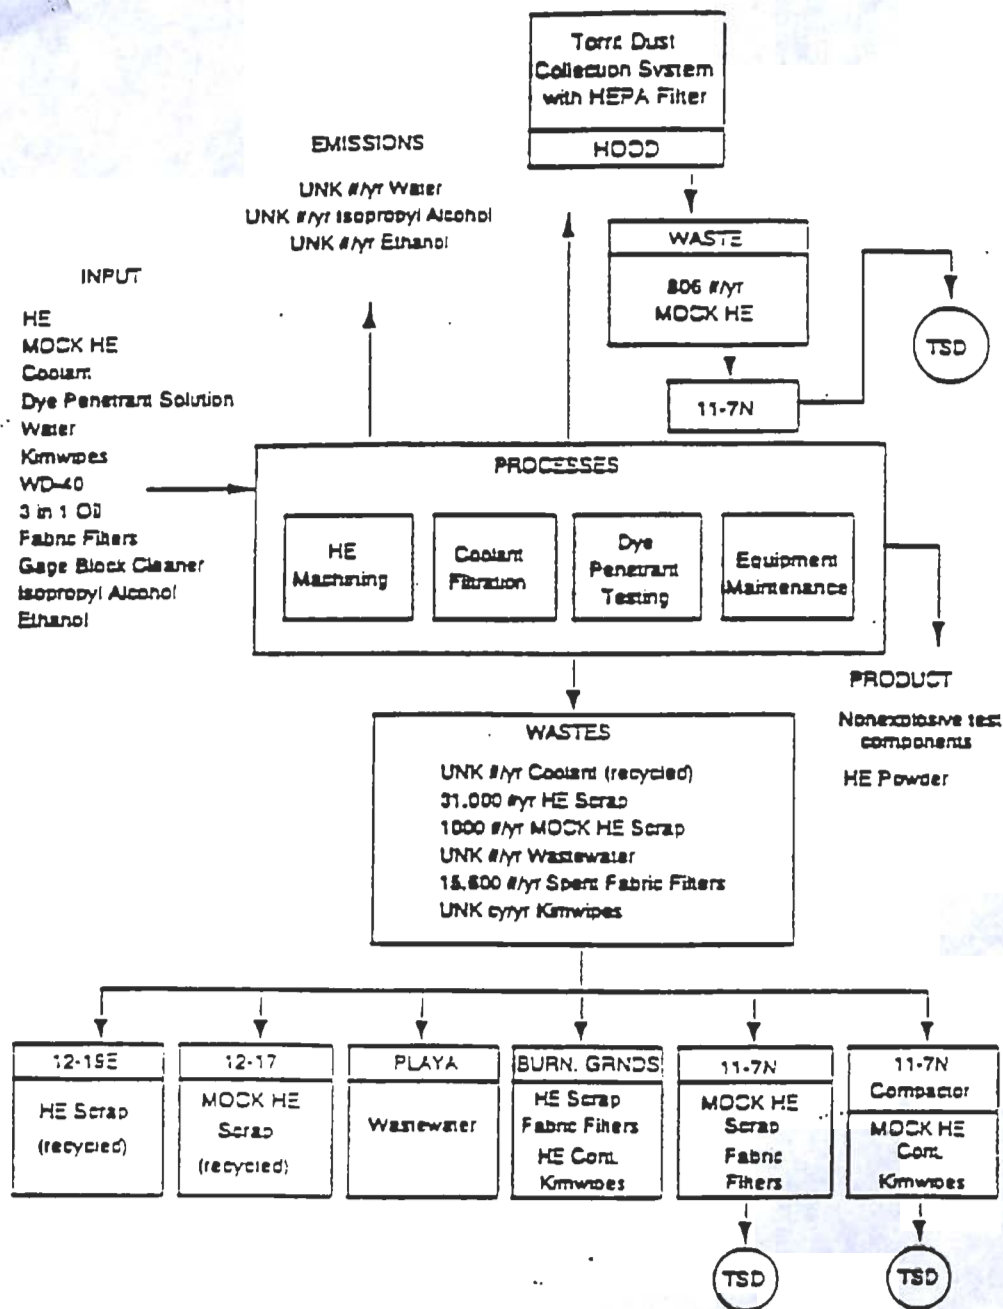 Torit Dust
Collection System
with HEPA Filter
HOOD
EMISSIONS
UNK #/yr Water
UNK #/yr Isopropyl Alcohol
UNK #/yr Ethanol
WASTE
806 #/yr
MOCK HE
TSD
11-7N
INPUT
HE
MOCK HE
Coolant
Dye Penetrant Solution
Water
Kimwipes
WD-40
3 in 1 Oil
Fabric Filters
Gage Block Cleaner
Isopropyl Alcohol
Ethanol
PROCESSES
HE
Machining
Coolant
Filtration
Dye
Penetrant
Testing
Equipment
Maintenance
PRODUCT
Nonexplosive test
components
HE Powder
WASTES
UNK #/yr Coolant (recycled)
31,000 #/yr HE Scrap
1000 #/yr MOCK HE Scrap
UNK #/yr Wastewater
15,600 #/yr Spent Fabric Filters
UNK cy/yr Kimwipes
12-19E
HE Scrap
(recycled)
12-17
MOCK HE
Scrap
(recycled)
PLAYA
Wastewater
BURN. GRNDS
HE Scrap
Fabric Filters
HE Cont.
Kimwipes
11-7N
MOCK HE
Scrap
Fabric
Filters
11-7N
Compactor
MOCK HE
Cont.
Kimwipes
TSD
TSD